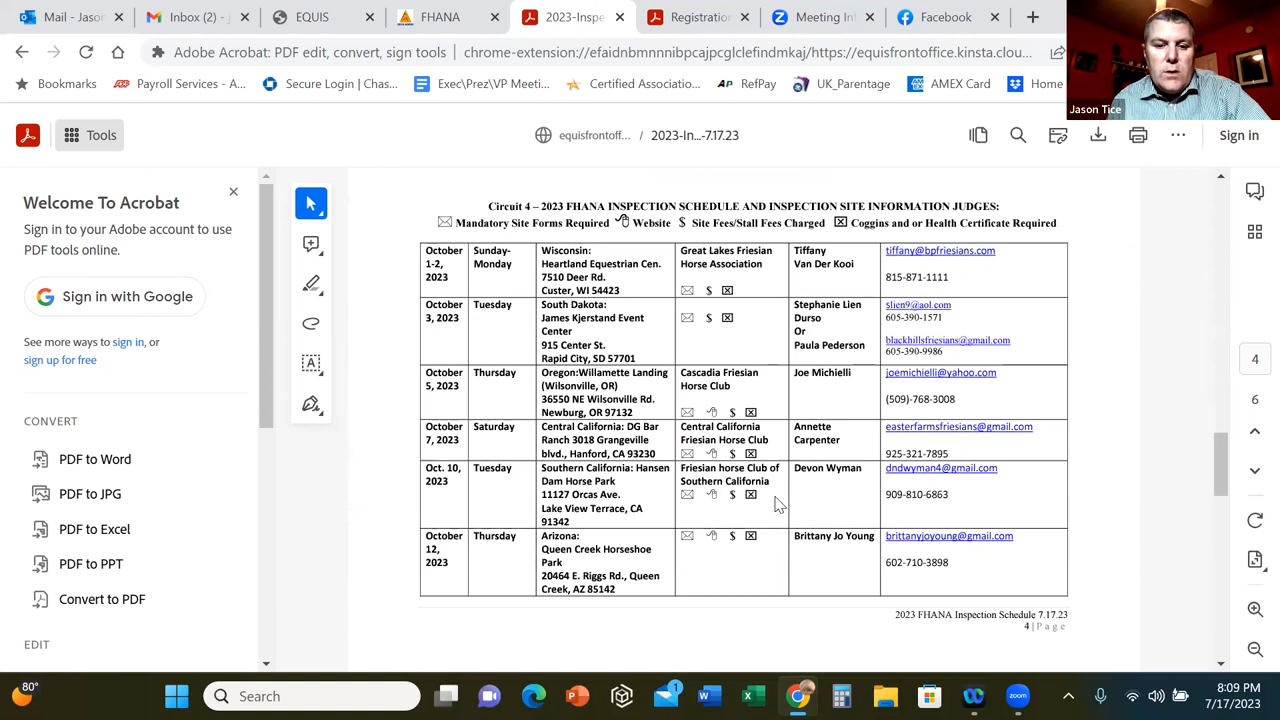 Mail - Jason
Inbox (2) - j
EQUIS
FHANA
2023-Inspe
Registration
Meeting at
Facebook
Adobe Acrobat: PDF edit, convert, sign tools
chrome-extension://efaidnbmnnnibpcajpcglclefindmkaj/https://equisfrontoffice.kinsta.clou...
Bookmarks
Payroll Services - A...
Secure Login | Chas...
Exec\Prez\VP Meeti...
Certified Associatio...
RefPay
UK_Parentage
AMEX Card
Home
Jason Tice
Tools
equisfrontoff...
/ 2023-In...-7.17.23
Sign in
Welcome To Acrobat
Sign in to your Adobe account to use
PDF tools online.
Sign in with Google
See more ways to sign in, or
sign up for free
CONVERT
PDF to Word
PDF to JPG
PDF to Excel
PDF to PPT
Convert to PDF
EDIT
Circuit 4 – 2023 FHANA INSPECTION SCHEDULE AND INSPECTION SITE INFORMATION JUDGES:
Mandatory Site Forms Required Website $ Site Fees/Stall Fees Charged Coggins and or Health Certificate Required
October
1-2,
2023
Sunday-
Monday
Wisconsin:
Heartland Equestrian Cen.
7510 Deer Rd.
Custer, WI 54423
Great Lakes Friesian
Horse Association
$
Tiffany
Van Der Kooi
tiffany@bpfriesians.com
815-871-1111
October
3, 2023
Tuesday
South Dakota:
James Kjerstand Event
Center
915 Center St.
Rapid City, SD 57701
$
Stephanie Lien
Durso
Or
Paula Pederson
slien9@aol.com
605-390-1571
blackhillsfriesians@gmail.com
605-390-9986
October
5, 2023
Thursday
Oregon:Willamette Landing
(Wilsonville, OR)
36550 NE Wilsonville Rd.
Newburg, OR 97132
Cascadia Friesian
Horse Club
$
Joe Michielli
joemichielli@yahoo.com
(509)-768-3008
October
7, 2023
Saturday
Central California: DG Bar
Ranch 3018 Grangeville
blvd., Hanford, CA 93230
Central California
Friesian Horse Club
$
Annette
Carpenter
easterfarmsfriesians@gmail.com
925-321-7895
Oct. 10,
2023
Tuesday
Southern California: Hansen
Dam Horse Park
11127 Orcas Ave.
Lake View Terrace, CA
91342
Friesian horse Club of
Southern California
$
Devon Wyman
dndwyman4@gmail.com
909-810-6863
October
12,
2023
Thursday
Arizona:
Queen Creek Horseshoe
Park
20464 E. Riggs Rd., Queen
Creek, AZ 85142
$
Brittany Jo Young
brittanyjoyoung@gmail.com
602-710-3898
2023 FHANA Inspection Schedule 7.17.23
4 | Page
4
6
80°
Search
1
8:09 PM
7/17/2023